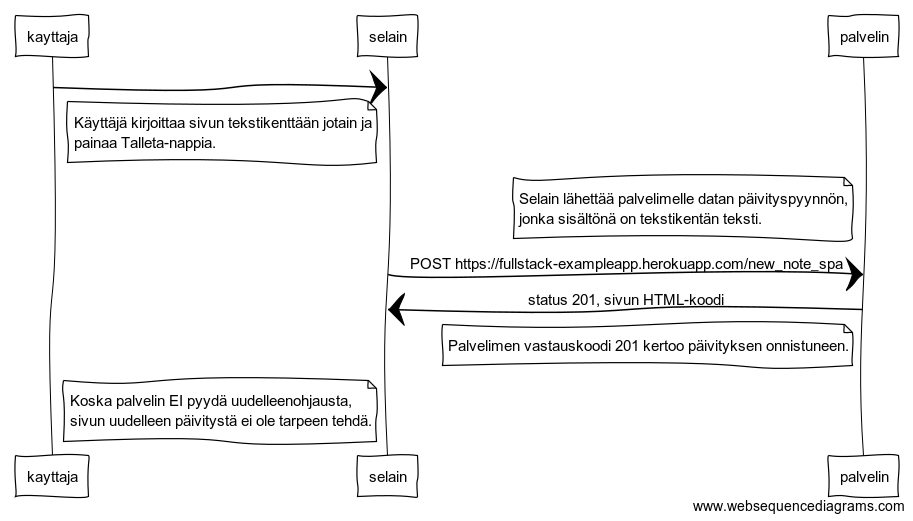 kayttaja
selain
palvelin
Käyttäjä kirjoittaa sivun tekstikenttään jotain ja
painaa Talleta-nappia.
Selain lähettää palvelimelle datan päivityspyynnön,
jonka sisältönä on tekstikentän teksti.
POST https://fullstack-exampleapp.herokuapp.com/new_note_spa
status 201, sivun HTML-koodi
Palvelimen vastauskoodi 201 kertoo päivityksen onnistuneen.
Koska palvelin EI pyydä uudelleenohjausta,
sivun uudelleen päivitystä ei ole tarpeen tehdä.
kayttaja
selain
palvelin
www.websequencediagrams.com